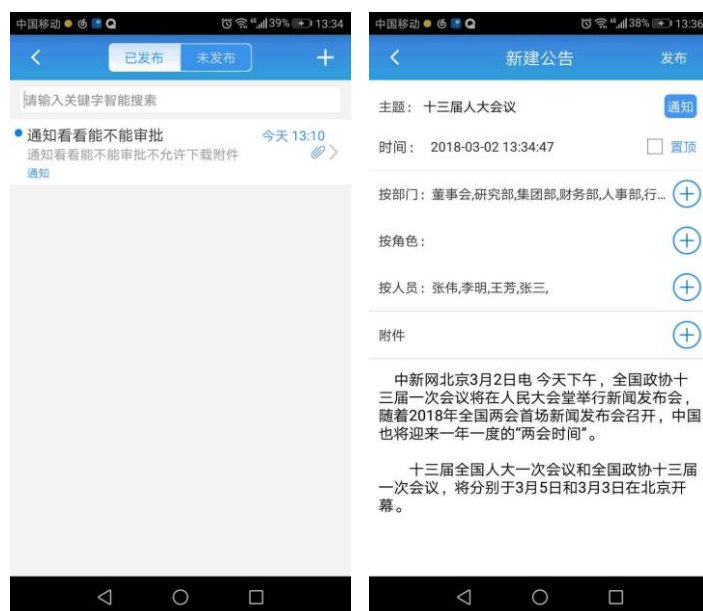 中国移动 39% 13:34
已发布 未发布
请输入关键字智能搜索
通知看看能不能审批 今天 13:10
通知看看能不能审批不允许下载附件
通知
中国移动 38% 13:36
新建公告 发布
主题： 十三届人大会议 通知
时间： 2018-03-02 13:34:47 置顶
按部门：董事会,研究部,集团部,财务部,人事部,行...
按角色：
按人员：张伟,李明,王芳,张三,
附件
中新网北京3月2日电 今天下午，全国政协十
三届一次会议将在人民大会堂举行新闻发布会，
随着2018年全国两会首场新闻发布会召开，中国
也将迎来一年一度的“两会时间”。
十三届全国人大一次会议和全国政协十三届
一次会议，将分别于3月5日和3月3日在北京开
幕。